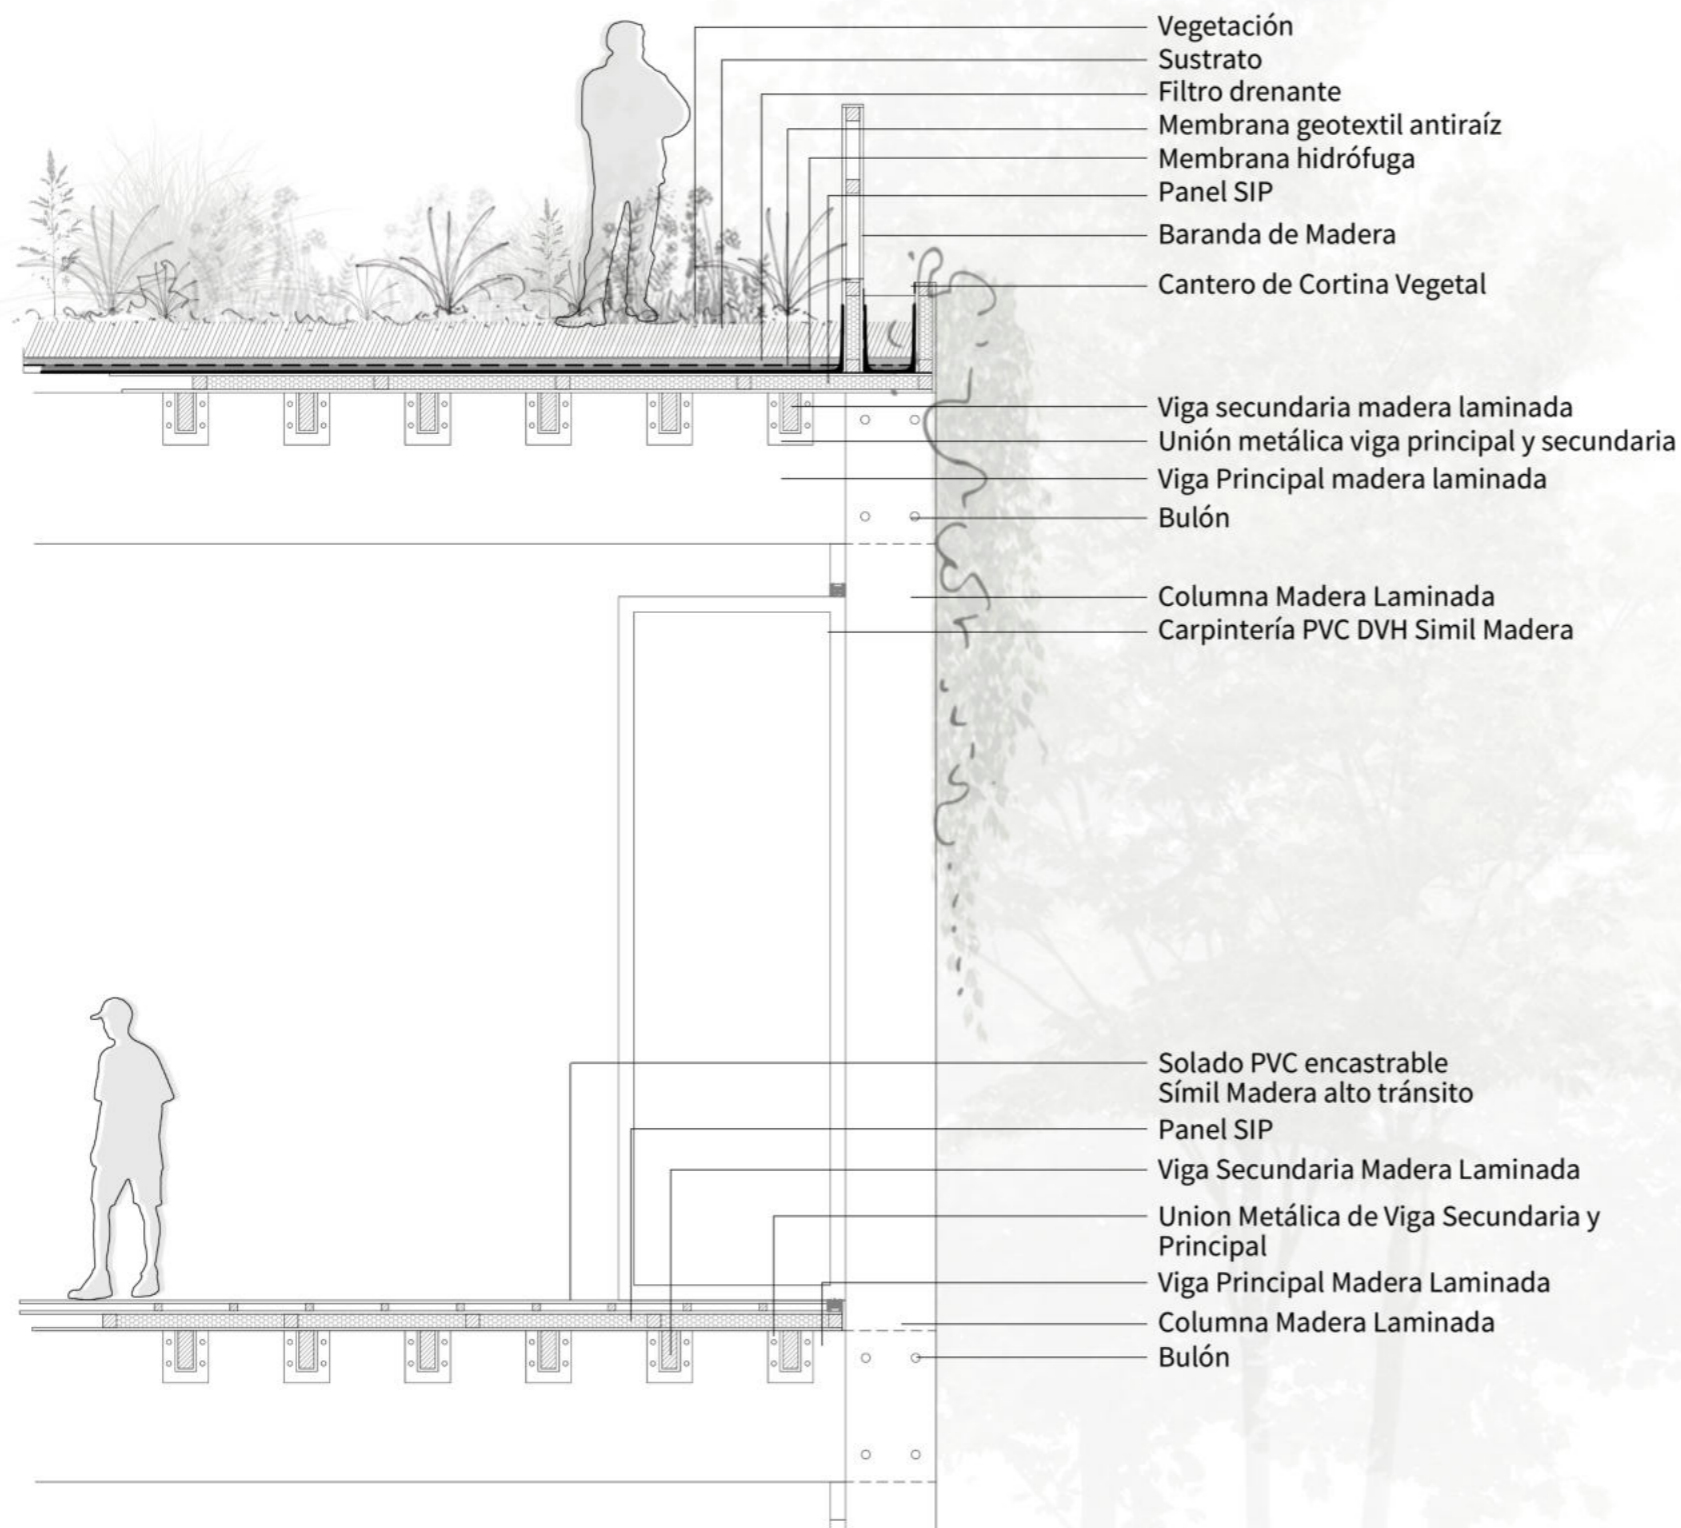 Vegetación
Sustrato
Filtro drenante
Membrana geotextil antiraíz
Membrana hidrófuga
Panel SIP
Baranda de Madera
Cantero de Cortina Vegetal
Viga secundaria madera laminada
Unión metálica viga principal y secundaria
Viga Principal madera laminada
Bulón
Columna Madera Laminada
Carpintería PVC DVH Simil Madera
Solado PVC encastrable
Símil Madera alto tránsito
Panel SIP
Viga Secundaria Madera Laminada
Union Metálica de Viga Secundaria y
Principal
Viga Principal Madera Laminada
Columna Madera Laminada
Bulón